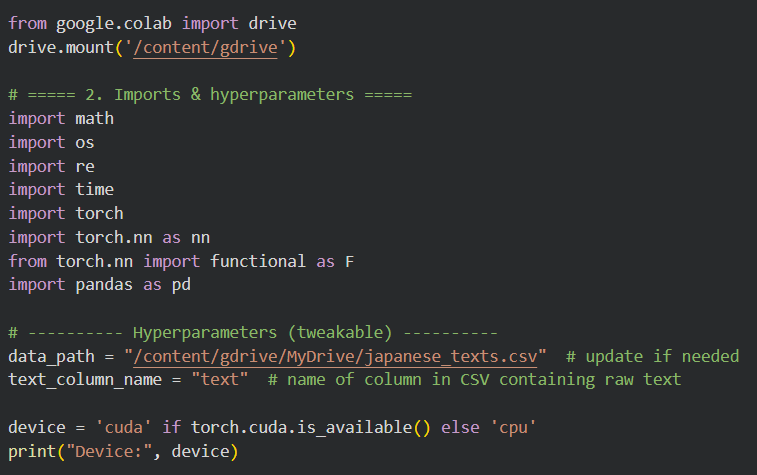 from google.colab import drive
drive.mount('/content/gdrive')
# ===== 2. Imports & hyperparameters =====
import math
import os
import re
import time
import torch
import torch.nn as nn
from torch.nn import functional as F
import pandas as pd
# ---------- Hyperparameters (tweakable) ----------
data_path = "/content/gdrive/MyDrive/japanese_texts.csv"  # update if needed
text_column_name = "text"  # name of column in CSV containing raw text
device = 'cuda' if torch.cuda.is_available() else 'cpu'
print("Device:", device)